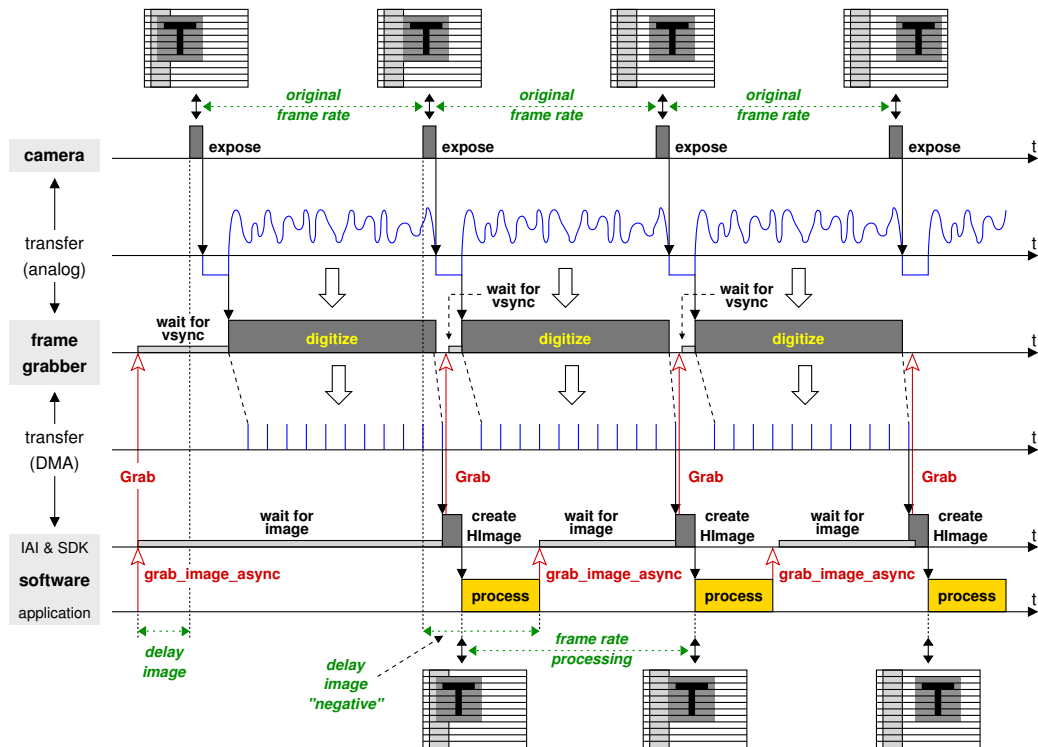 T T T T
original
frame rate
original
frame rate
original
frame rate
camera
expose expose expose expose t
transfer
(analog)
t
wait for
vsync
wait for
vsync
wait for
vsync
frame
grabber
digitize digitize digitize t
transfer
(DMA)
t
Grab Grab Grab
wait for
image
create
HImage
wait for
image
create
HImage
wait for
image
create
HImage
t
IAI & SDK
software
application
grab_image_async grab_image_async grab_image_async
process process process t
delay
image
delay
image
"negative"
frame rate
processing
T T T